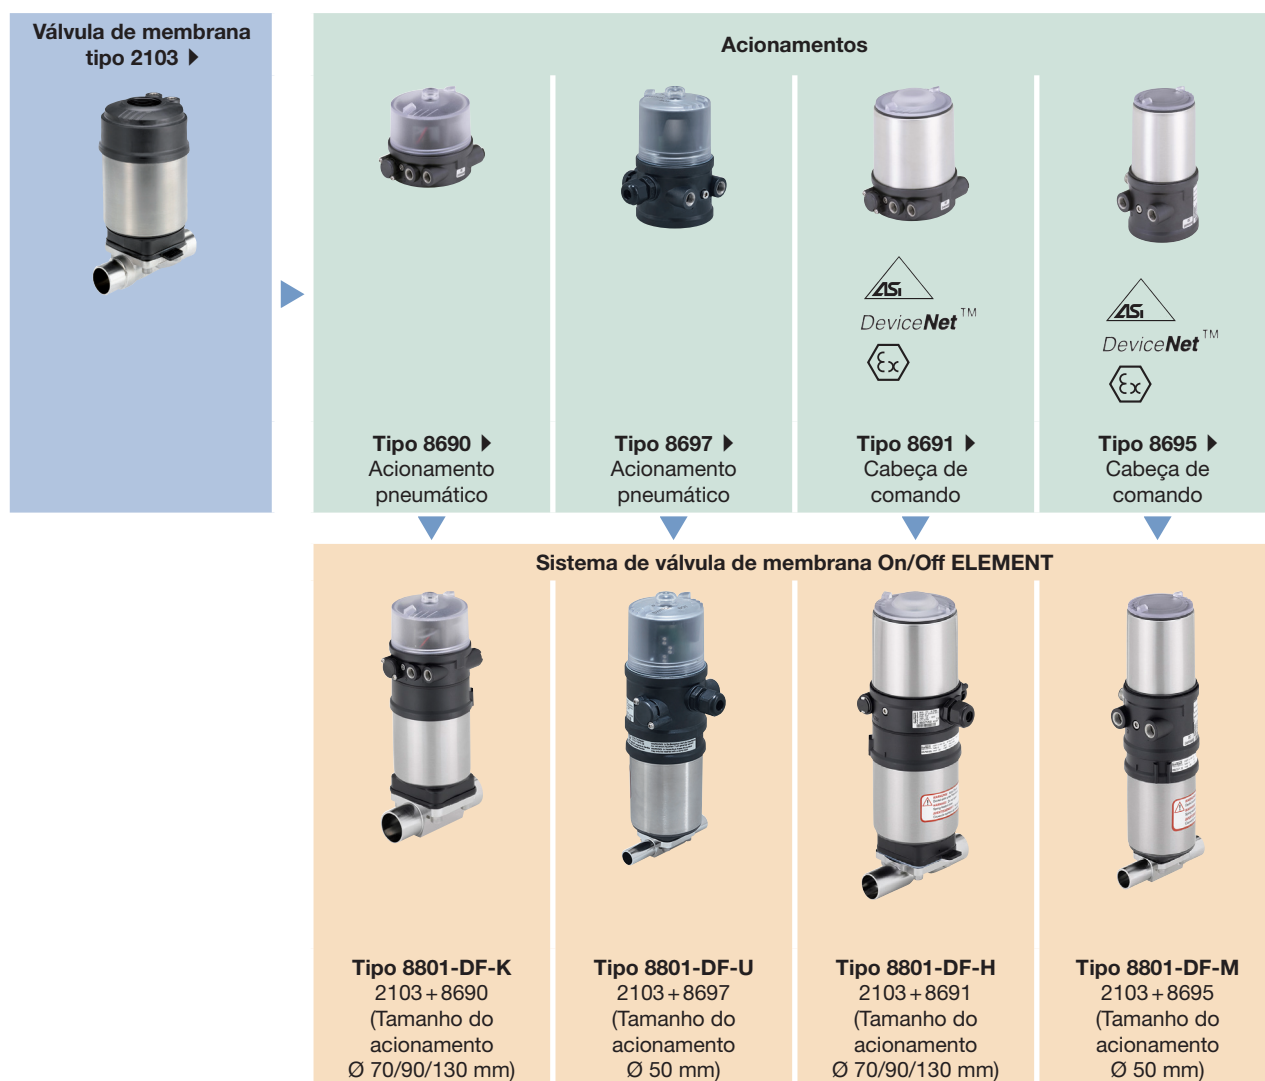 Válvula de membrana
tipo 2103
Acionamentos
ASi
DeviceNet™
Ex
ASi
DeviceNet™
Ex
Tipo 8690
Acionamento
pneumático
Tipo 8697
Acionamento
pneumático
Tipo 8691
Cabeça de
comando
Tipo 8695
Cabeça de
comando
Sistema de válvula de membrana On/Off ELEMENT
Tipo 8801-DF-K
2103 + 8690
(Tamanho do
acionamento
Ø 70/90/130 mm)
Tipo 8801-DF-U
2103 + 8697
(Tamanho do
acionamento
Ø 50 mm)
Tipo 8801-DF-H
2103 + 8691
(Tamanho do
acionamento
Ø 70/90/130 mm)
Tipo 8801-DF-M
2103 + 8695
(Tamanho do
acionamento
Ø 50 mm)